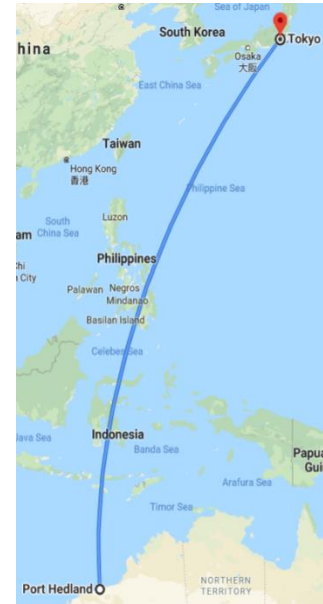 Sea of Japan
South Korea
Tokyo
hina
Osaka
大阪
East China Sea
Taiwan
Hong Kong
香港
Philippine Sea
South
China Sea
am
Luzon
Philippines
Chi
City
Palawan
Negros
Mindanao
Basilan Island
Celebes Sea
Indonesia
Java Sea
Banda Sea
Papua
Gui
Arafura Sea
Timor Sea
Port Hedland
NORTHERN
TERRITORY